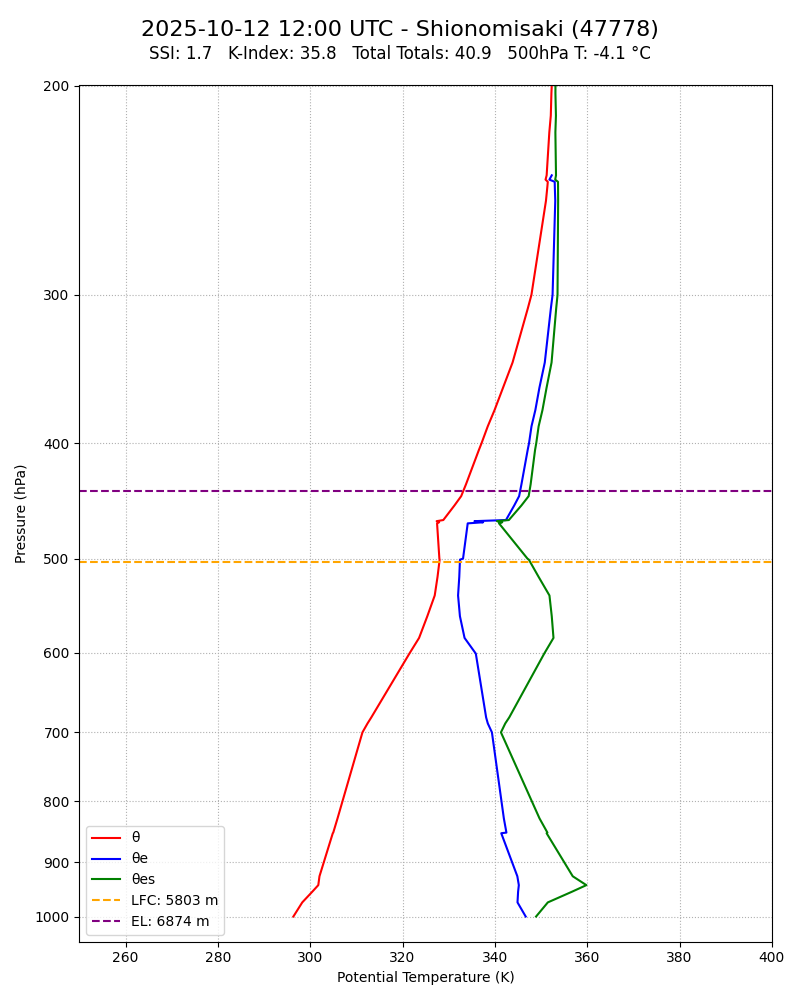 2025-10-12 12:00 UTC - Shionomisaki (47778)
SSI: 1.7   K-Index: 35.8   Total Totals: 40.9   500hPa T: -4.1 °C
200
300
400
500
600
700
800
900
1000
Pressure (hPa)
θ
θe
θes
LFC: 5803 m
EL: 6874 m
260 280 300 320 340 360 380 400
Potential Temperature (K)